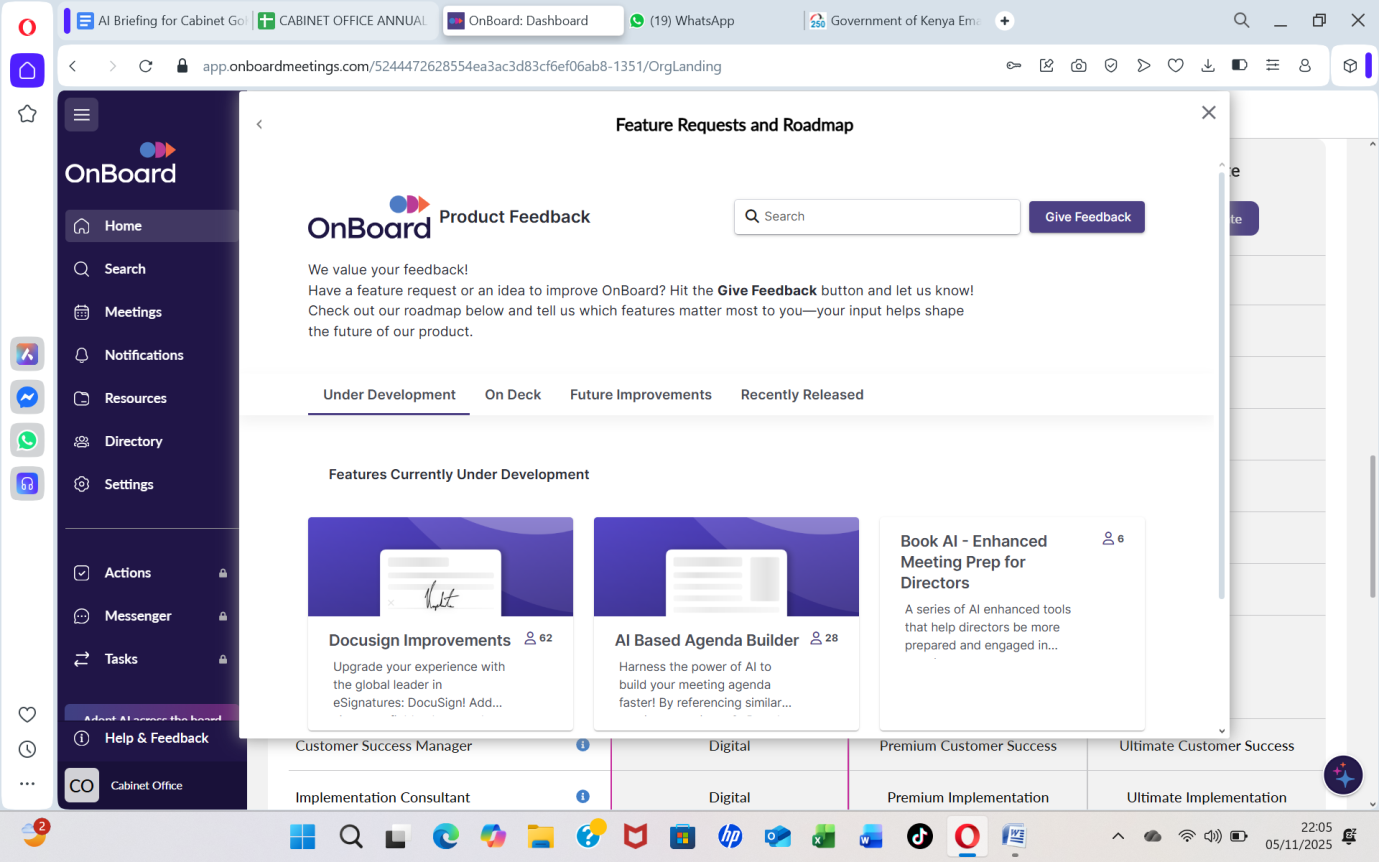 AI Briefing for Cabinet Go
CABINET OFFICE ANNUAL
OnBoard: Dashboard
(19) WhatsApp
250
Government of Kenya Ema
app.onboardmeetings.com/5244472628554ea3ac3d83cf6ef06ab8-1351/OrgLanding
OnBoard
Home
Search
Meetings
Notifications
Resources
Directory
Settings
Actions
Messenger
Tasks
Adopt AI across the board
Help & Feedback
CO
Cabinet Office
Feature Requests and Roadmap
OnBoard
Product Feedback
Search
Give Feedback
We value your feedback!
Have a feature request or an idea to improve OnBoard? Hit the Give Feedback button and let us know!
Check out our roadmap below and tell us which features matter most to you—your input helps shape
the future of our product.
Under Development
On Deck
Future Improvements
Recently Released
Features Currently Under Development
Docusign Improvements
62
Upgrade your experience with
the global leader in
eSignatures: DocuSign! Add...
AI Based Agenda Builder
28
Harness the power of AI to
build your meeting agenda
faster! By referencing similar...
Book AI - Enhanced
Meeting Prep for
Directors
6
A series of AI enhanced tools
that help directors be more
prepared and engaged in...
te
Customer Success Manager
Digital
Premium Customer Success
Ultimate Customer Success
Implementation Consultant
Digital
Premium Implementation
Ultimate Implementation
2
22:05
05/11/2025